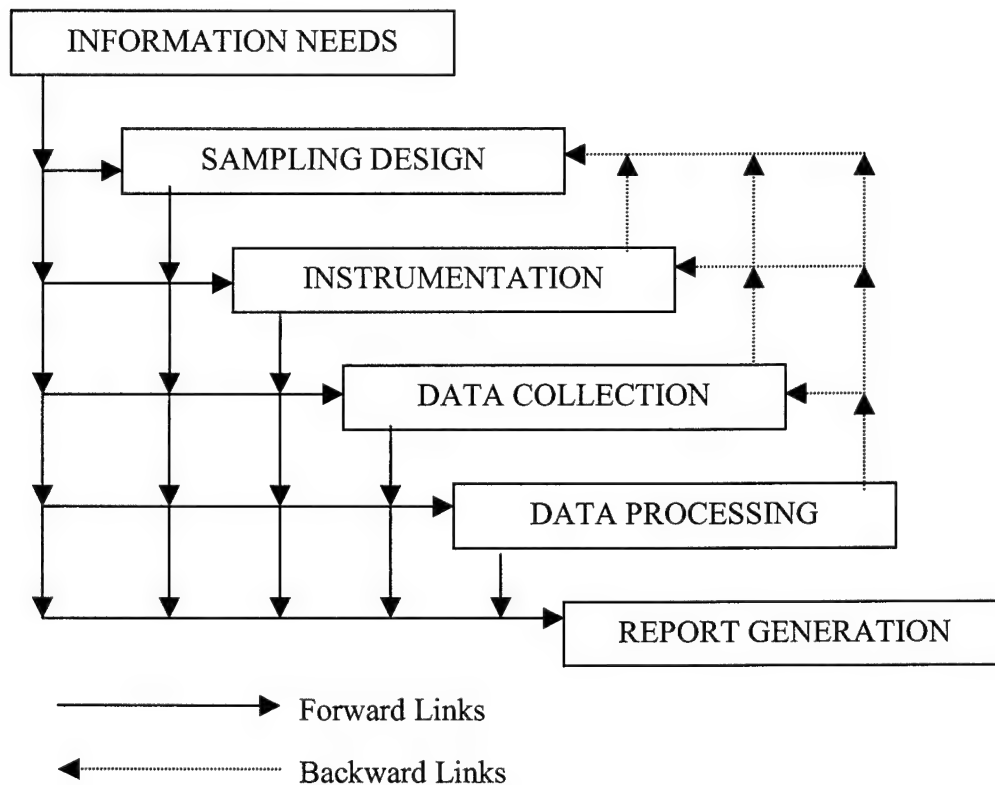 INFORMATION NEEDS
SAMPLING DESIGN
INSTRUMENTATION
DATA COLLECTION
DATA PROCESSING
REPORT GENERATION
Forward Links
Backward Links